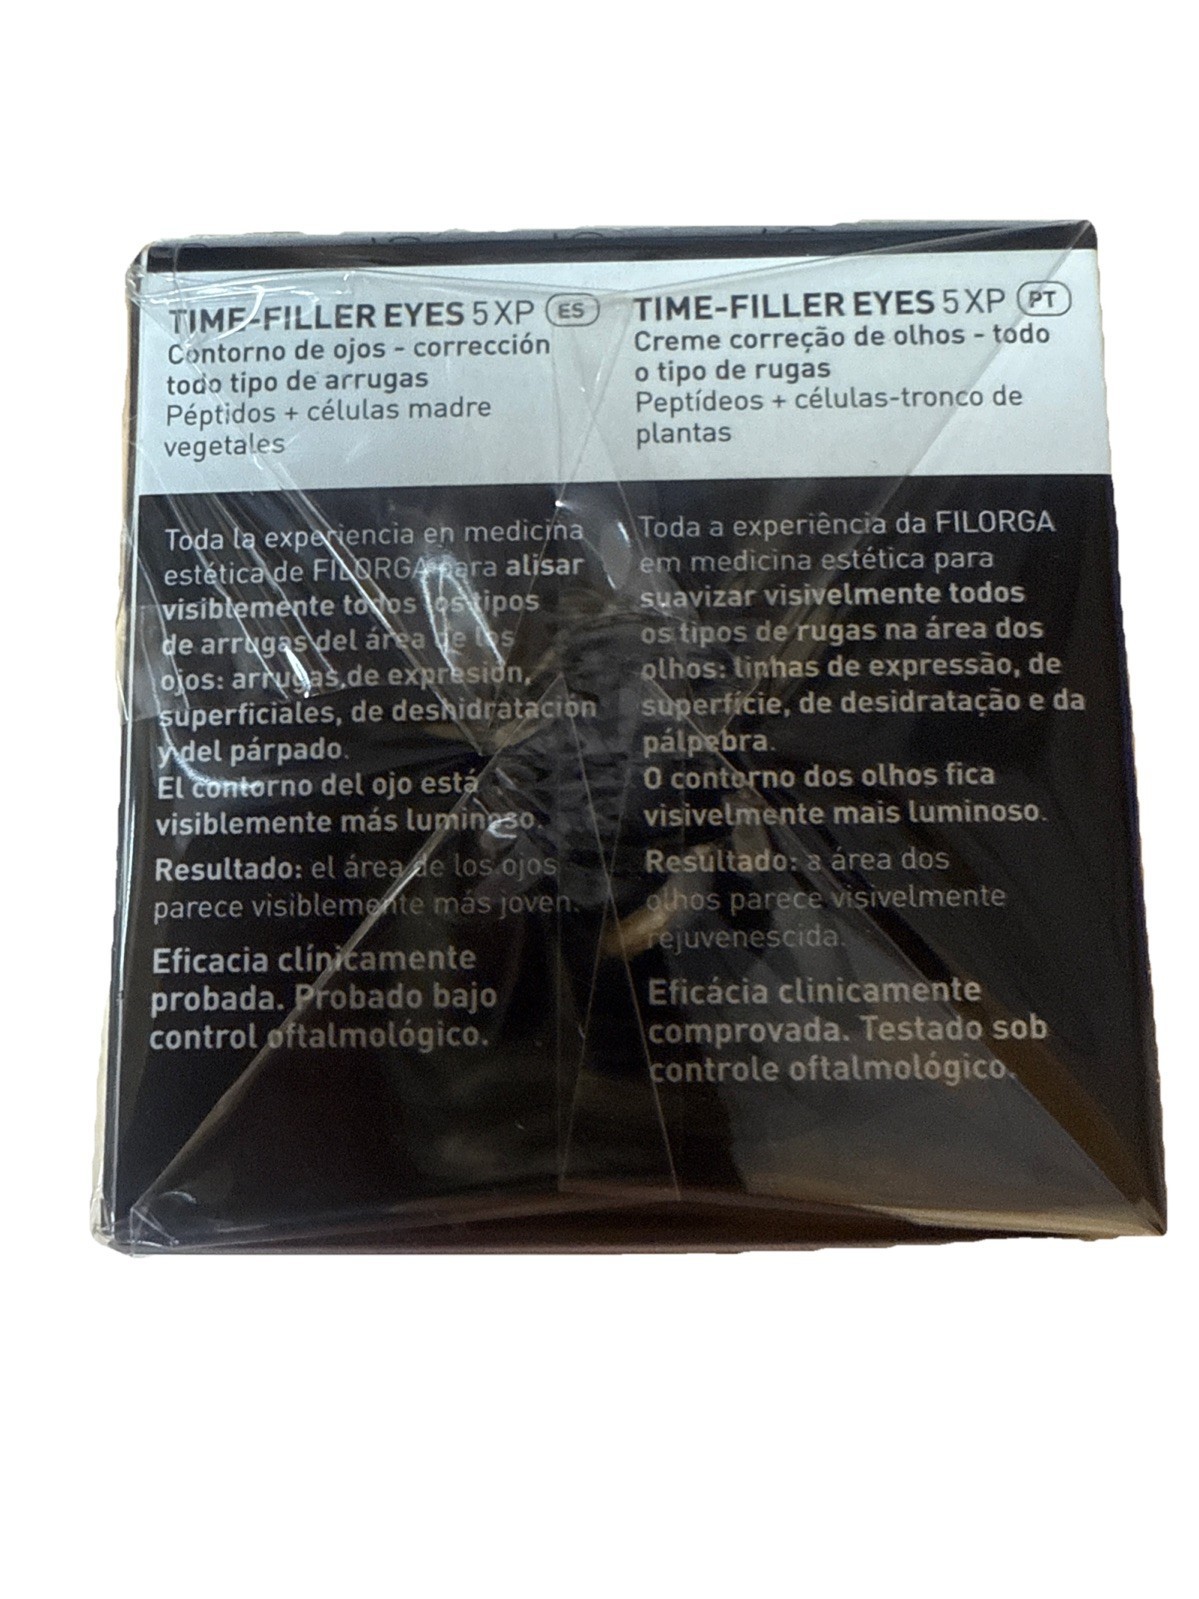 TIME-FILLER EYES 5 XP ES
Contorno de ojos - corrección
todo tipo de arrugas
Péptidos + células madre
vegetales
Toda la experiencia en medicina
estética de FILORGA para alisar
visiblemente todos los tipos
de arrugas del área de los
ojos: arrugas de expresión,
superficiales, de deshidratación
y del párpado.
El contorno del ojo está
visiblemente más luminoso.
Resultado: el área de los ojos
parece visiblemente más joven.
Eficacia clínicamente
probada. Probado bajo
control oftalmológico.
TIME-FILLER EYES 5 XP PT
Creme correção de olhos - todo
o tipo de rugas
Peptídeos + células-tronco de
plantas
Toda a experiência da FILORGA
em medicina estética para
suavizar visivelmente todos
os tipos de rugas na área dos
olhos: linhas de expressão, de
superfície, de desidratação e da
pálpebra.
O contorno dos olhos fica
visivelmente mais luminoso.
Resultado: a área dos
olhos parece visivelmente
rejuvenescida.
Eficácia clinicamente
comprovada. Testado sob
controle oftalmológico.